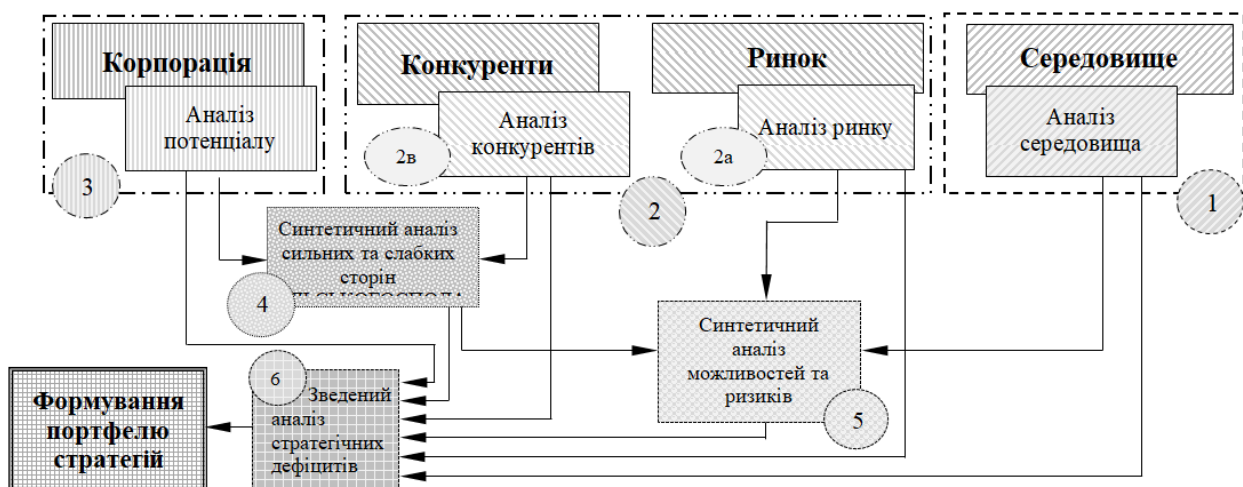 Корпорація
Аналіз
потенціалу
3
Конкуренти
Аналіз
конкурентів
2в
Ринок
Аналіз ринку
2а
2
Середовище
Аналіз
середовища
1
Синтетичний аналіз
сильних та слабких
сторін
4
Синтетичний
аналіз
можливостей та
ризиків
5
6
Зведений
аналіз
стратегічних
дефіцитів
Формування
портфелю
стратегій